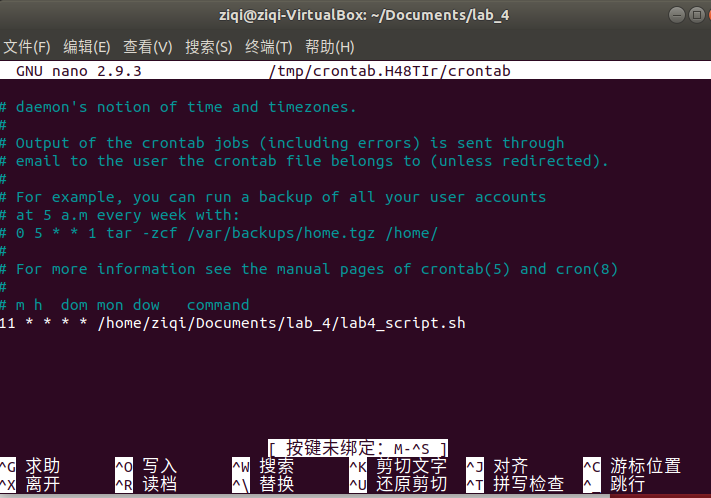 ziqi@ziqi-VirtualBox: ~/Documents/lab_4
文件(F) 编辑(E) 查看(V) 搜索(S) 终端(T) 帮助(H)
GNU nano 2.9.3 /tmp/crontab.H48TIr/crontab
# daemon's notion of time and timezones.
#
# Output of the crontab jobs (including errors) is sent through
# email to the user the crontab file belongs to (unless redirected).
#
# For example, you can run a backup of all your user accounts
# at 5 a.m every week with:
# 0 5 * * 1 tar -zcf /var/backups/home.tgz /home/
#
# For more information see the manual pages of crontab(5) and cron(8)
#
# m h  dom mon dow   command
11 * * * * /home/ziqi/Documents/lab_4/lab4_script.sh
[ 按键未绑定：M-^S ]
^G 求助 ^O 写入 ^W 搜索 ^K 剪切文字 ^J 对齐 ^C 游标位置
^X 离开 ^R 读档 ^\ 替换 ^U 还原剪切 ^T 拼写检查 ^_ 跳行